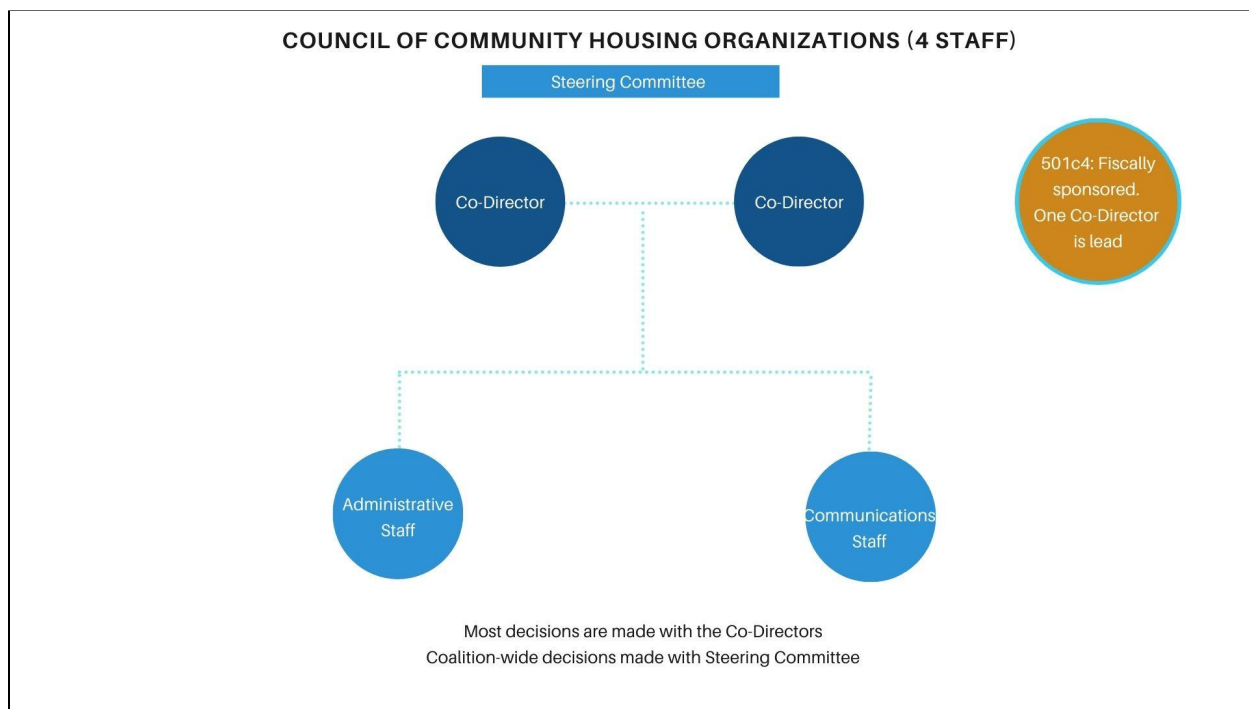 COUNCIL OF COMMUNITY HOUSING ORGANIZATIONS (4 STAFF)
Steering Committee
Co-Director
Co-Director
501c4: Fiscally
sponsored.
One Co-Director
is lead
Administrative
Staff
Communications
Staff
Most decisions are made with the Co-Directors
Coalition-wide decisions made with Steering Committee